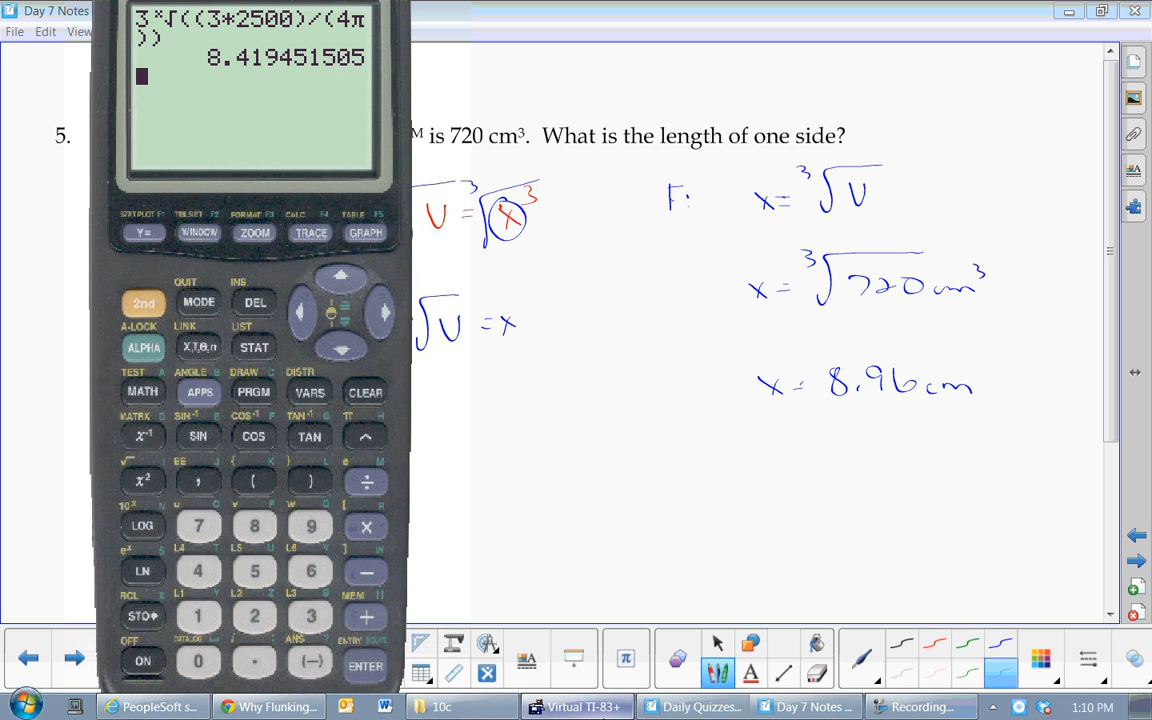 Day 7 Notes
File Edit View
3ˣ√((3*2500)/(4π
))
8.419451505
5.
M is 720 cm³. What is the length of one side?
V = ³√x³
√V = x
F: x = ³√V
x = ³√720 cm³
x = 8.96 cm
STAT PLOT F1 TBLSET F2 FORMAT F3 CALC F4 TABLE F5
Y= WINDOW ZOOM TRACE GRAPH
QUIT INS
2nd MODE DEL
A-LOCK LINK LIST
ALPHA X,T,θ,n STAT
TEST A ANGLE B DRAW C DISTR
MATH APPS PRGM VARS CLEAR
MATRX D SIN⁻¹ E COS⁻¹ F TAN⁻¹ G π H
x⁻¹ SIN COS TAN ^
√ I EE J { K } L e M
x² , ( ) ÷
10ˣ N u O v P w Q [ R
LOG 7 8 9 ×
eˣ S L4 T L5 U L6 V ] W
LN 4 5 6 −
RCL X L1 Y L2 Z L3 θ MEM "
STO 1 2 3 +
OFF CATALOG i : ANS ? ENTRY SOLVE
ON 0 . (−) ENTER
π
A
PeopleSoft s... Why Flunking... 10c Virtual TI-83+ Daily Quizzes... Day 7 Notes ... Recording... 1:10 PM